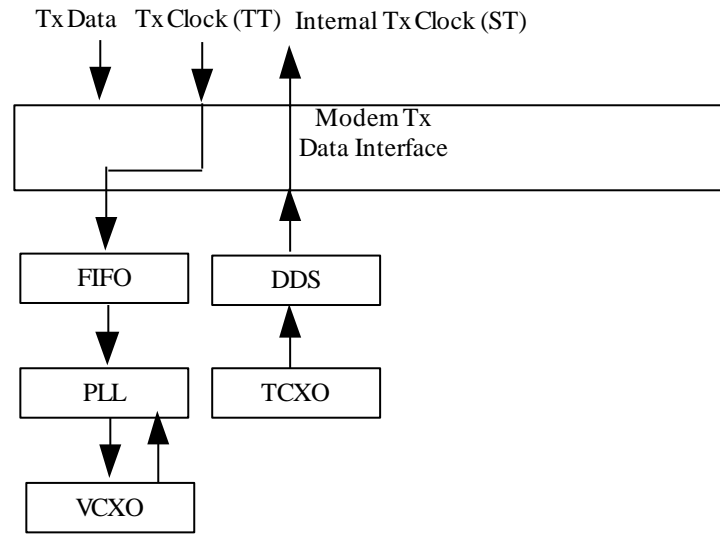 Tx Data Tx Clock (TT) Internal Tx Clock (ST)
Modem Tx
Data Interface
FIFO DDS
PLL TCXO
VCXO